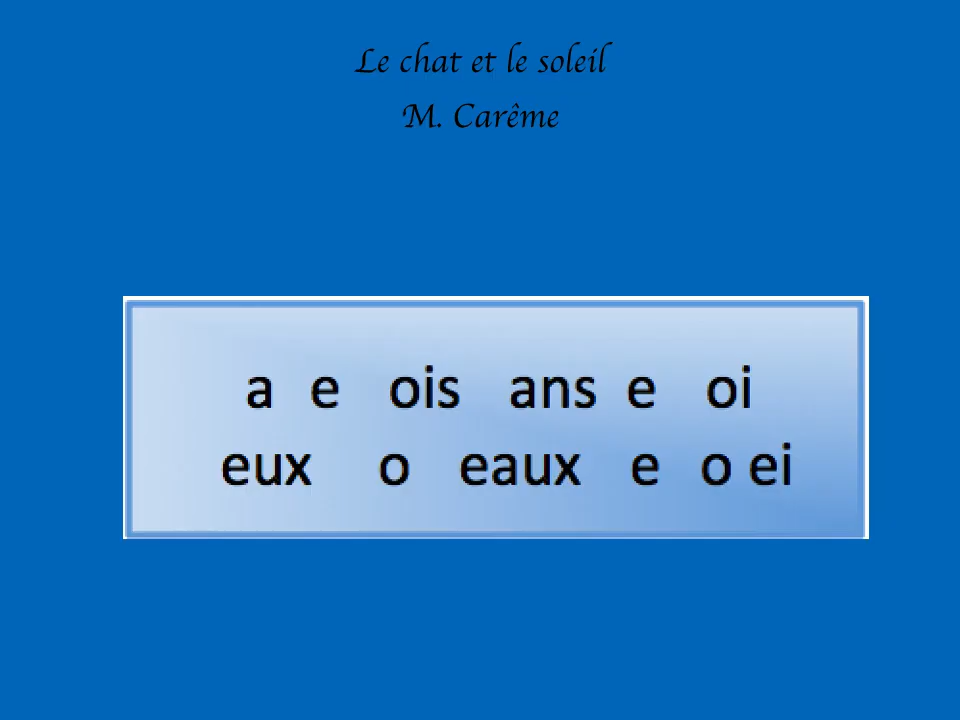 Le chat et le soleil
M. Carême
a e ois ans e oi
eux o eaux e o ei